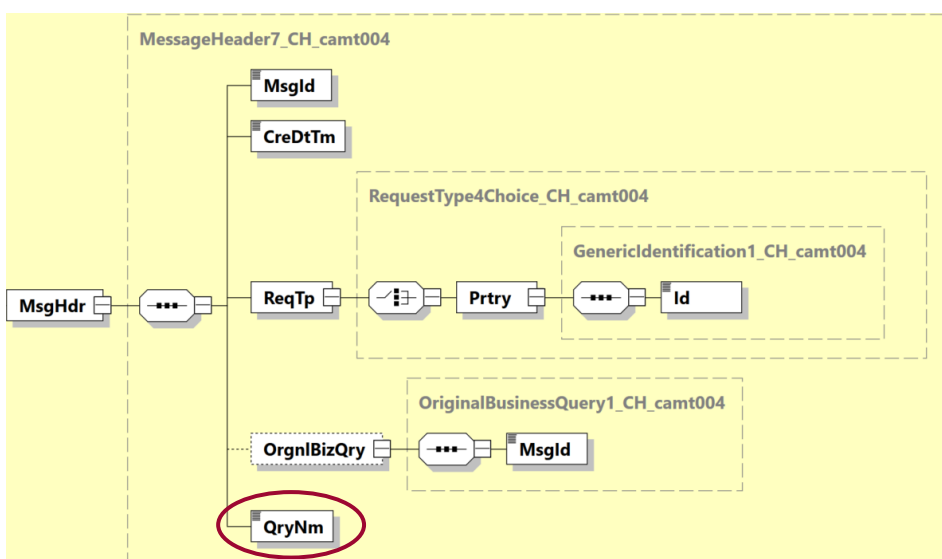 MessageHeader7_CH_camt004
MsgId
CreDtTm
RequestType4Choice_CH_camt004
GenericIdentification1_CH_camt004
MsgHdr
ReqTp
Prtry
Id
OriginalBusinessQuery1_CH_camt004
OrgnlBizQry
MsgId
QryNm